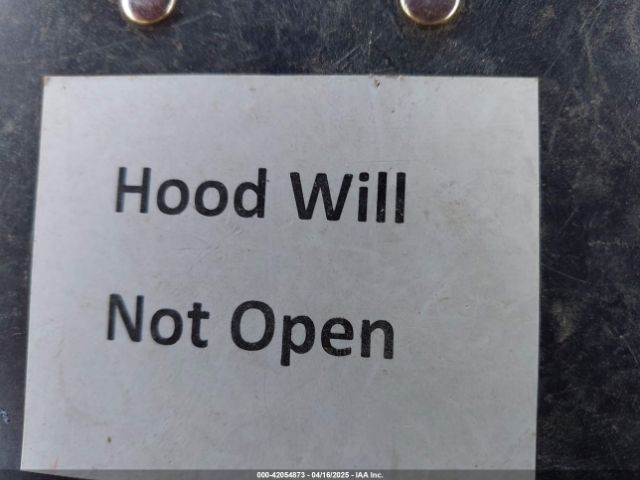 Hood Will
Not Open
000-42054873 - 04/16/2025 - IAA Inc.